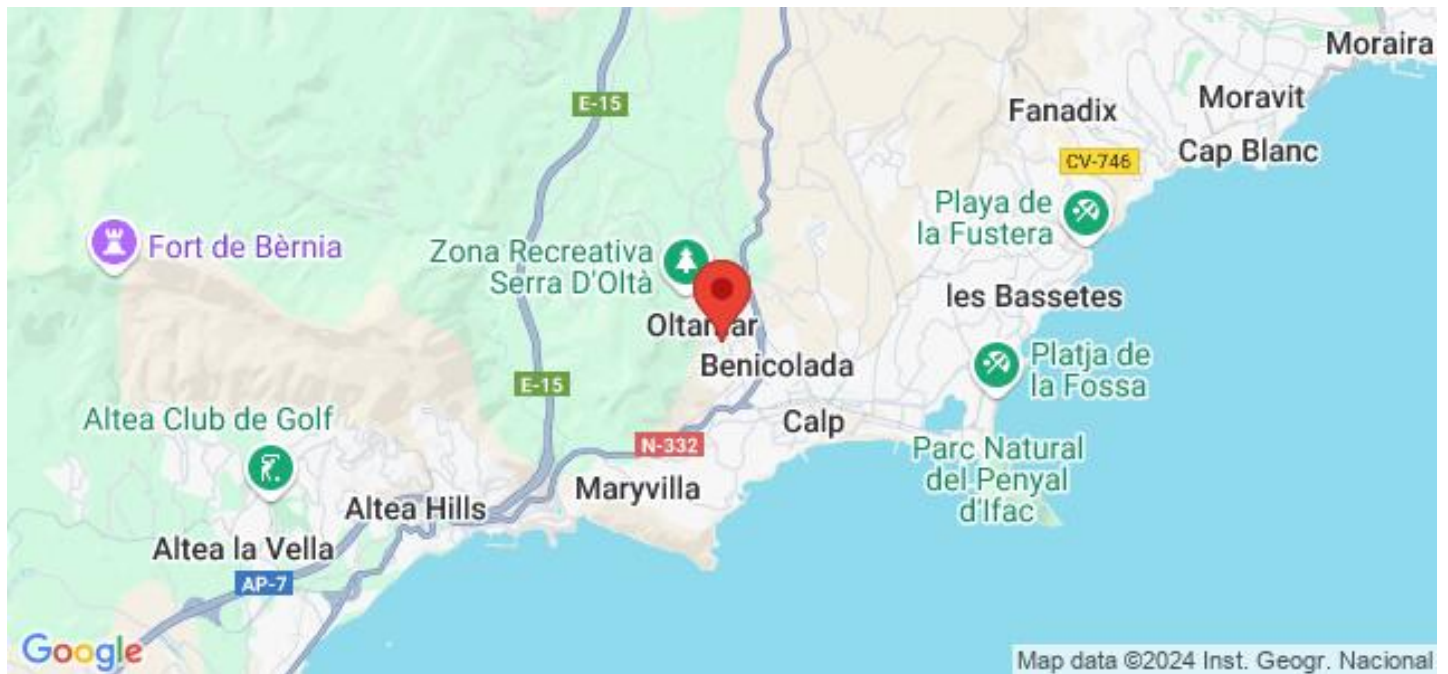 Moraira
Moravit
E-15
Fanadix
Cap Blanc
CV-746
Playa de
la Fustera
Fort de Bèrnia
Zona Recreativa
Serra D'Oltà
les Bassetes
Benicolada
Platja de
la Fossa
E-15
Altea Club de Golf
Calp
N-332
Parc Natural
del Penyal
d'Ifac
Maryvilla
Altea Hills
Altea la Vella
AP-7
Google
Map data ©2024 Inst. Geogr. Nacional